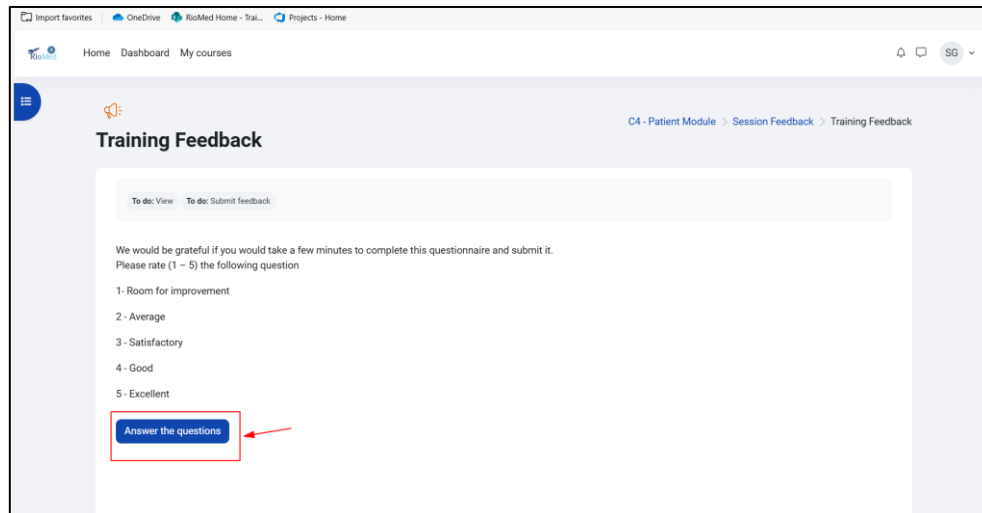 Import favorites OneDrive RioMed Home - Trai... Projects - Home
RioMed Home Dashboard My courses SG
Training Feedback
C4 - Patient Module > Session Feedback > Training Feedback
To do: View To do: Submit feedback
We would be grateful if you would take a few minutes to complete this questionnaire and submit it.
Please rate (1 – 5) the following question
1- Room for improvement
2 - Average
3 - Satisfactory
4 - Good
5 - Excellent
Answer the questions